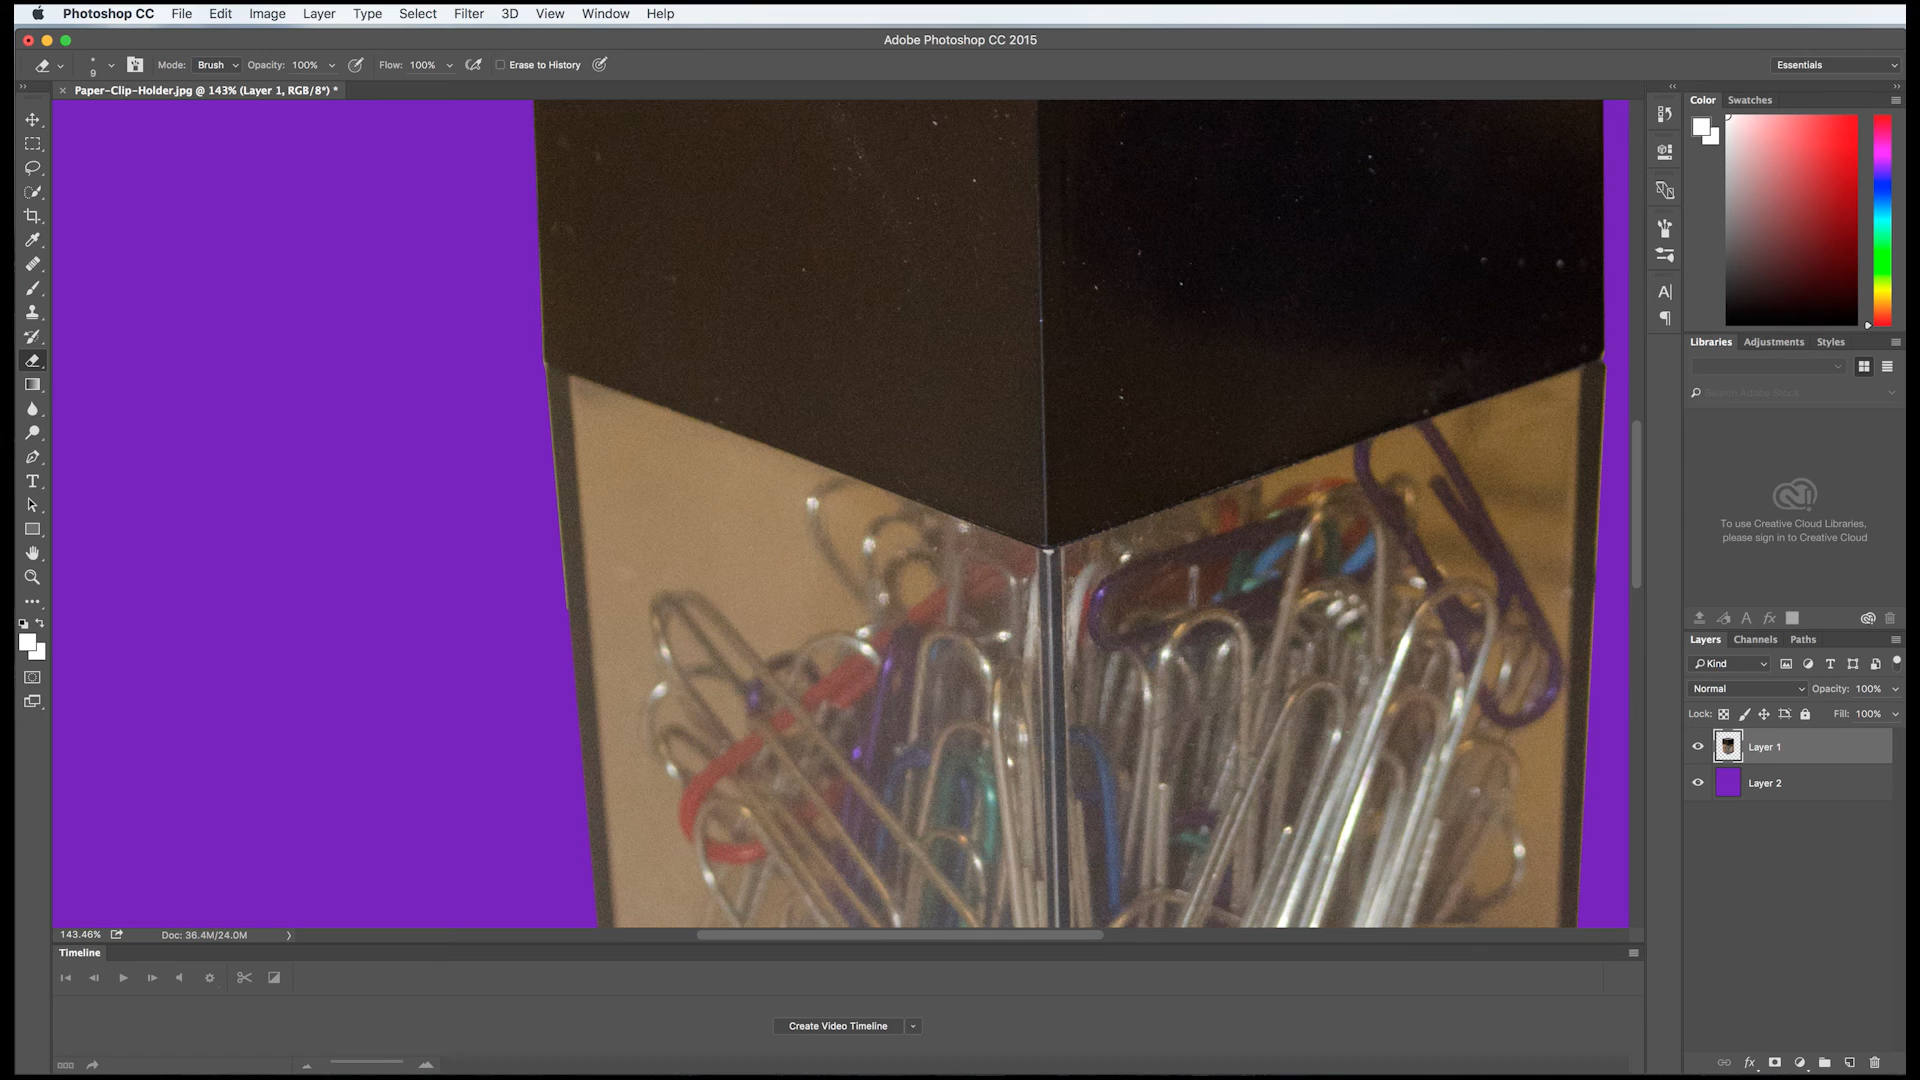 Photoshop CC File Edit Image Layer Type Select Filter 3D View Window Help
Adobe Photoshop CC 2015
9 Mode: Brush Opacity: 100% Flow: 100% Erase to History Essentials
Paper-Clip-Holder.jpg @ 143% (Layer 1, RGB/8*) *
Color Swatches
Libraries Adjustments Styles
Search Adobe Stock
To use Creative Cloud Libraries,
please sign in to Creative Cloud
Layers Channels Paths
Kind
Normal Opacity: 100%
Lock: Fill: 100%
Layer 1
Layer 2
143.46% Doc: 36.4M/24.0M
Timeline
Create Video Timeline